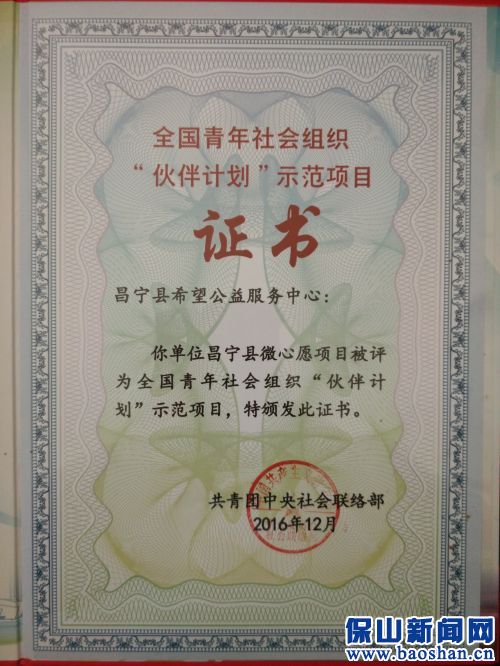 全国青年社会组织
“伙伴计划”示范项目
证书
昌宁县希望公益服务中心：
你单位昌宁县微心愿项目被评
为全国青年社会组织“伙伴计
划”示范项目，特颁发此证书。
共青团中央社会联络部
2016年12月
保山新闻网
www.baoshan.cn